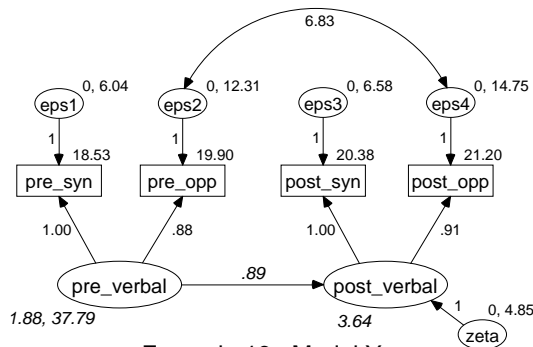 6.83
0, 6.04
0, 12.31
0, 6.58
0, 14.75
eps1
eps2
eps3
eps4
1
1
1
1
18.53
19.90
20.38
21.20
pre_syn
pre_opp
post_syn
post_opp
1.00
.88
1.00
.91
.89
pre_verbal
post_verbal
1.88, 37.79
3.64
1
0, 4.85
zeta